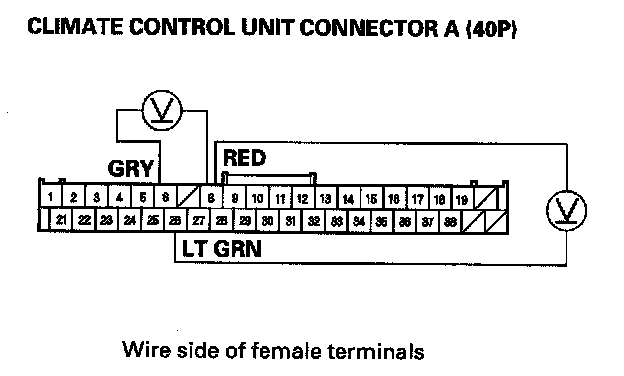 CLIMATE CONTROL UNIT CONNECTOR A (40P)
V
GRY RED
1 2 3 4 5 6 8 9 10 11 12 13 14 15 16 17 18 19
V
21 22 23 24 25 26 27 28 29 30 31 32 33 34 35 36 37 38
LT GRN
Wire side of female terminals